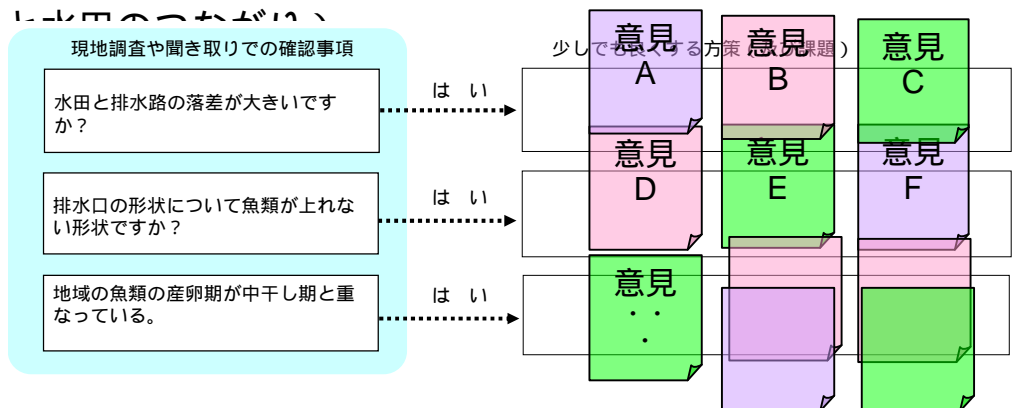 と水田のつながり）
現地調査や聞き取りでの確認事項
少しでも良くする方策（及び課題）
水田と排水路の落差が大きいです
か？
は い
排水口の形状について魚類が上れな
い形状ですか？
は い
地域の魚類の産卵期が中干し期と重
なっている。
は い
意見
A
意見
B
意見
C
意見
D
意見
E
意見
F
意見
・・
・